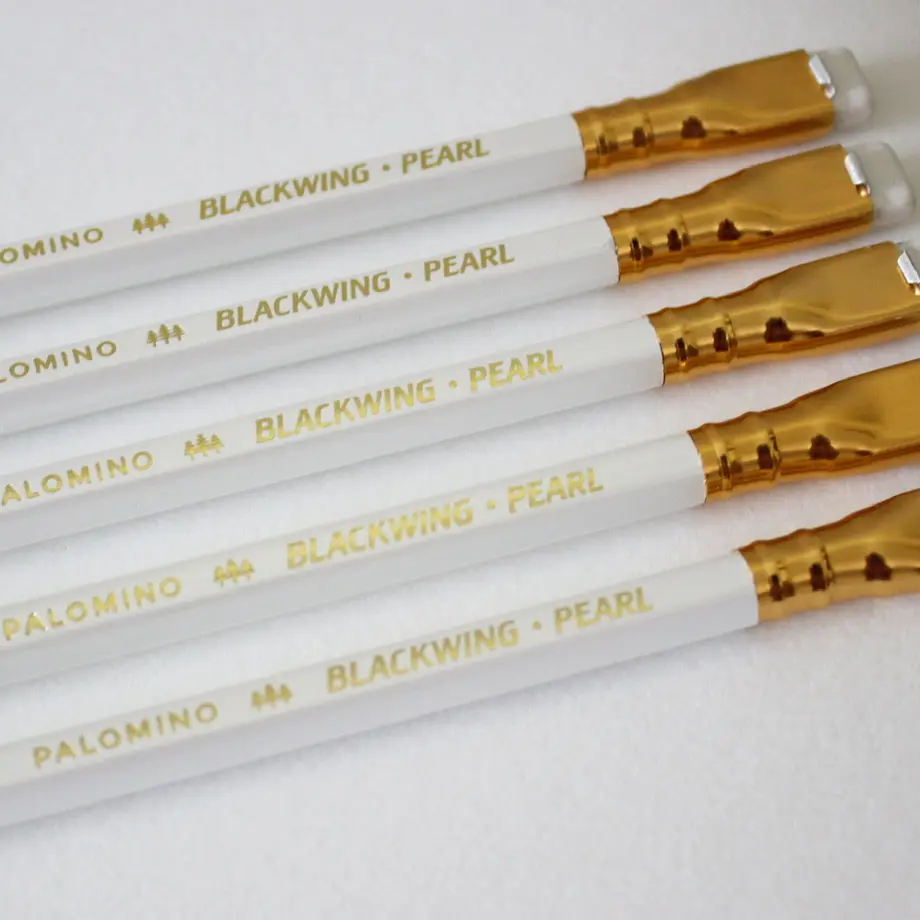 OMINO BLACKWING • PEARL
LOMINO BLACKWING • PEARL
ALOMINO BLACKWING • PEARL
PALOMINO BLACKWING • PEARL
PALOMINO BLACKWING • PEARL